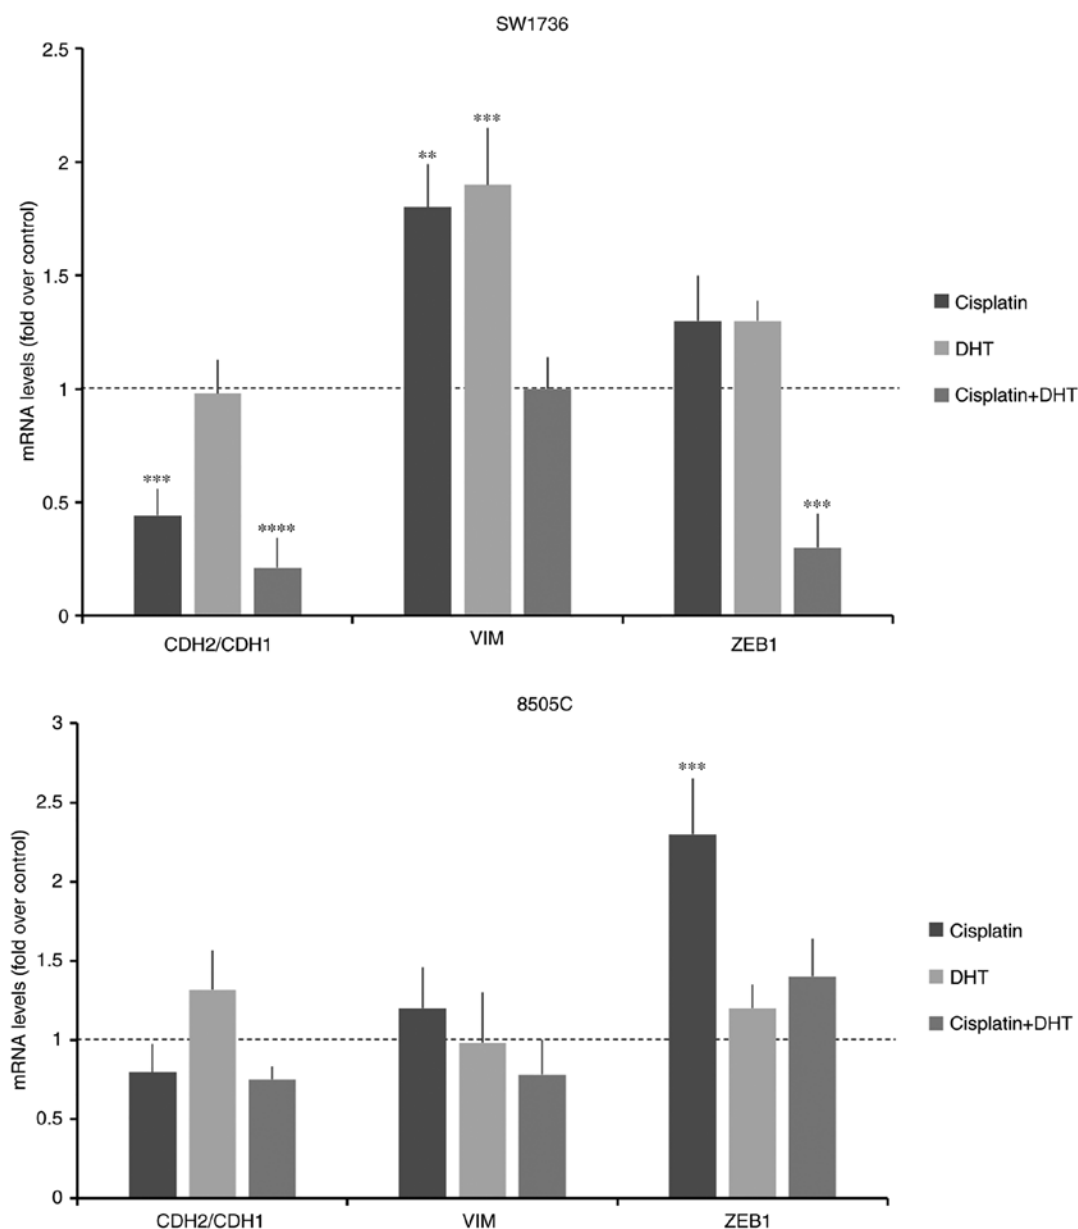 SW1736
mRNA levels (fold over control)
2.5
2
1.5
1
0.5
0
***
****
**
***
***
CDH2/CDH1
VIM
ZEB1
Cisplatin
DHT
Cisplatin+DHT
8505C
mRNA levels (fold over control)
3
2.5
2
1.5
1
0.5
0
***
CDH2/CDH1
VIM
ZEB1
Cisplatin
DHT
Cisplatin+DHT